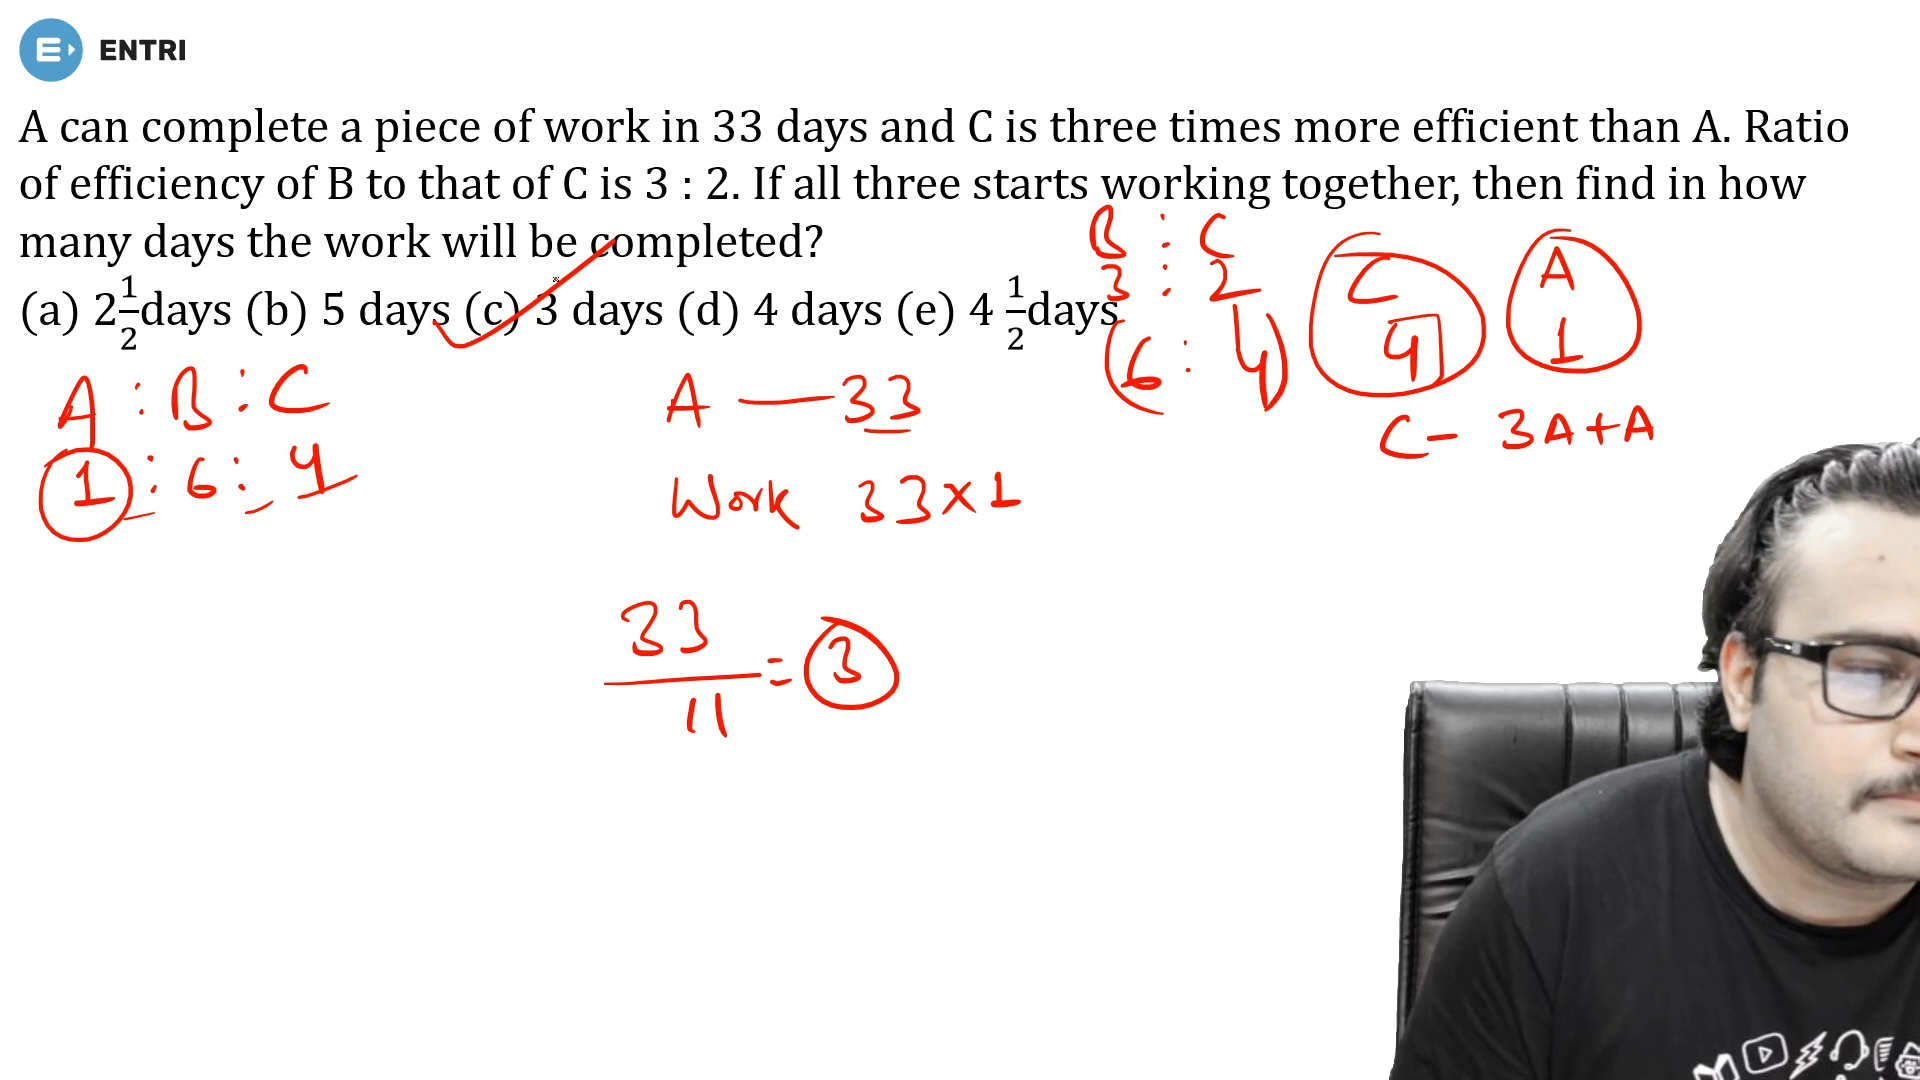 ENTRI
A can complete a piece of work in 33 days and C is three times more efficient than A. Ratio
of efficiency of B to that of C is 3 : 2. If all three starts working together, then find in how
many days the work will be completed?
(a) 2 1/2 days (b) 5 days (c) 3 days (d) 4 days (e) 4 1/2 days
B : C
3 : 2
(6 : 4)
C
4
A
1
C - 3A+A
A : B : C
1 : 6 : 4
A — 33
Work 33×1
33/11 = 3